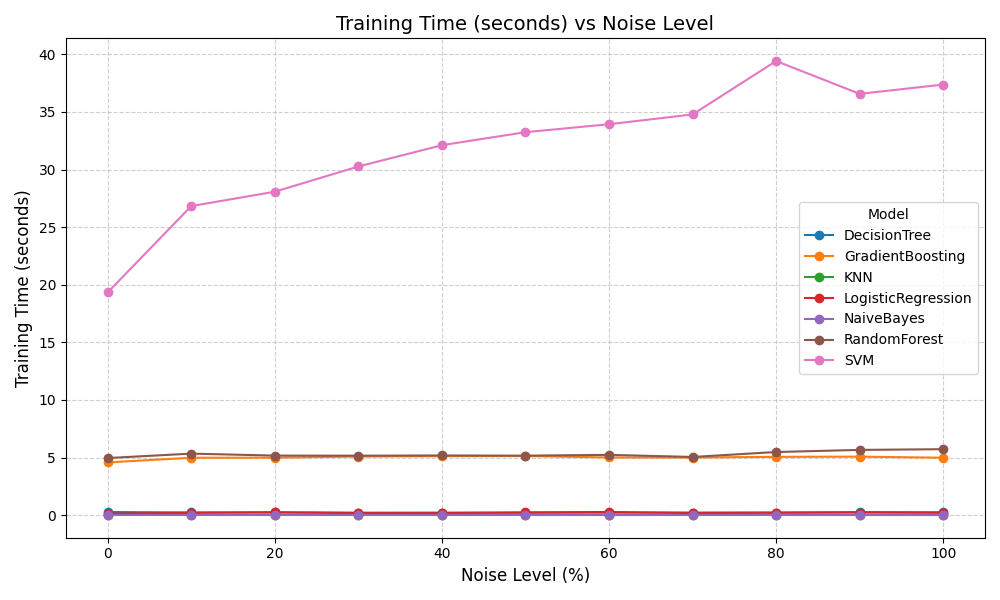 Training Time (seconds) vs Noise Level
Training Time (seconds)
40
35
30
25
20
15
10
5
0
Model
DecisionTree
GradientBoosting
KNN
LogisticRegression
NaiveBayes
RandomForest
SVM
0
20
40
60
80
100
Noise Level (%)